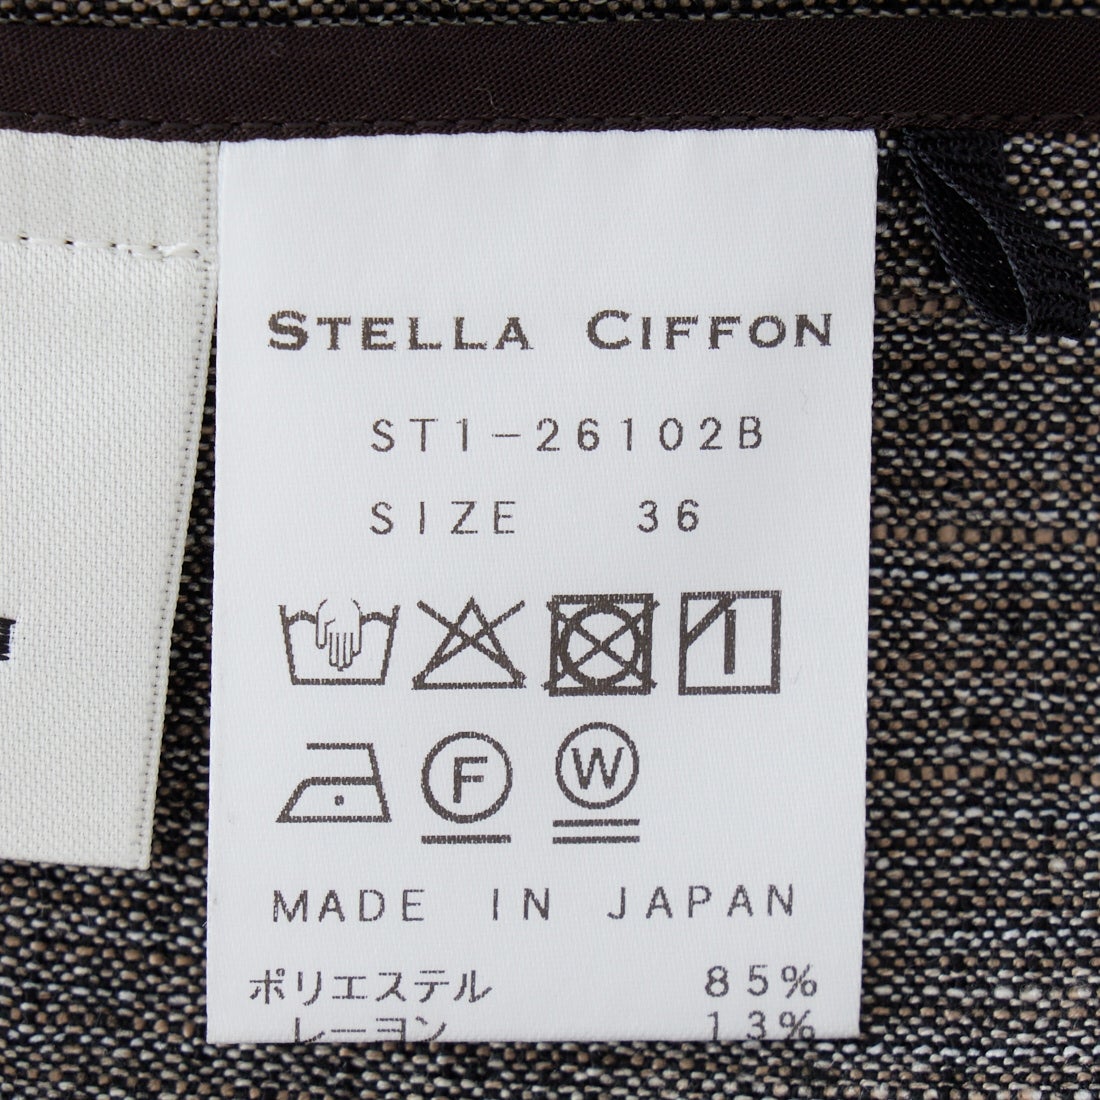 STELLA CIFFON
ST1-26102B
SIZE 36
F W
MADE IN JAPAN
ポリエステル 85%
レーヨン 13%